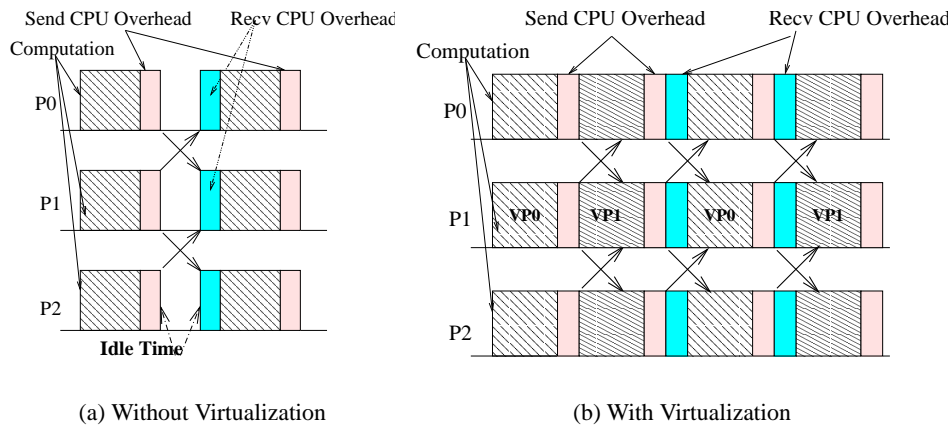 Send CPU Overhead
Recv CPU Overhead
Computation
P0
P1
P2
Idle Time
(a) Without Virtualization
Send CPU Overhead
Recv CPU Overhead
Computation
P0
P1
VP0
VP1
VP0
VP1
P2
(b) With Virtualization